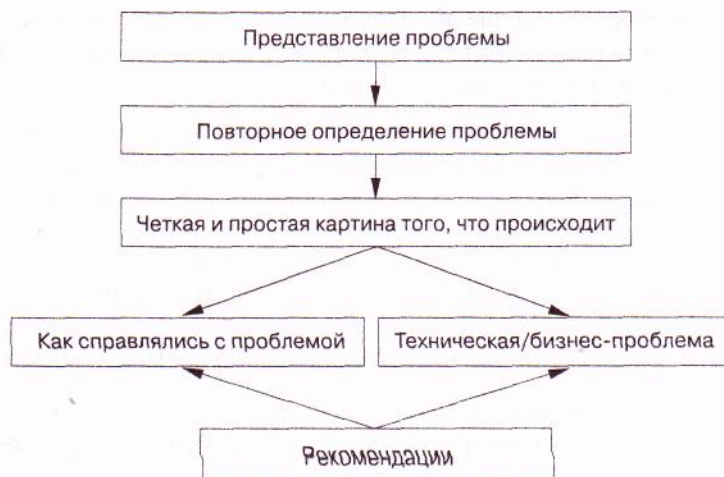 Представление проблемы
Повторное определение проблемы
Четкая и простая картина того, что происходит
Как справлялись с проблемой
Техническая/бизнес-проблема
Рекомендации